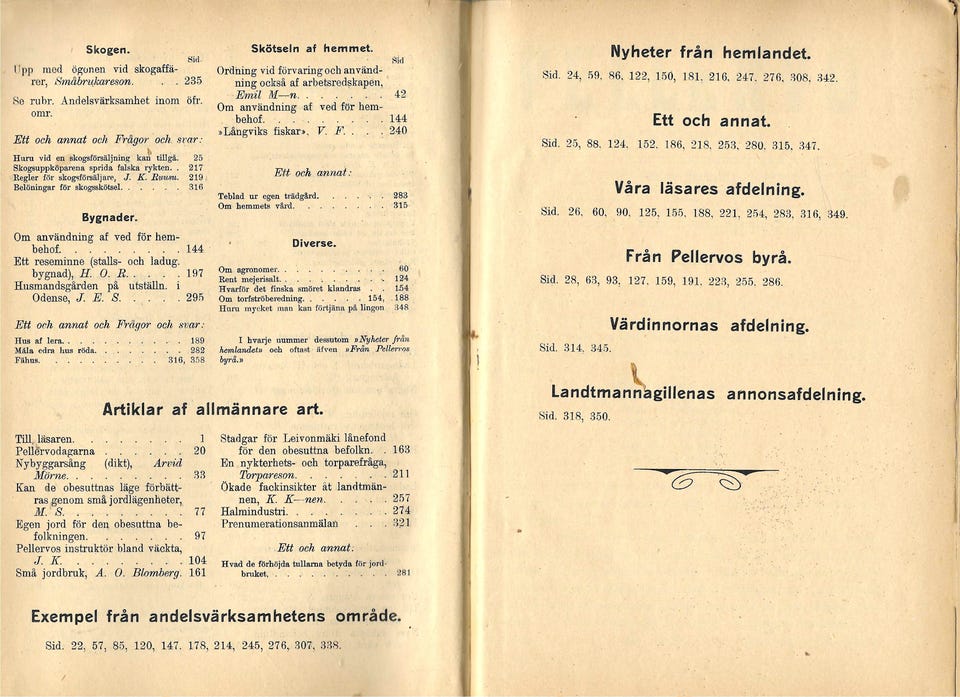 Skogen.
Sid
Upp med ögonen vid skogaffä-
rer, Småbrukareson. . . 235
Se rubr. Andelsvärksamhet inom öfr.
omr.
Ett och annat och Frågor och svar:
Huru vid en skogsförsäljning kan tillgå. 25
Skogsuppköparena sprida falska rykten. . 217
Regler för skogsförsäljare, J. K. Ruusu. 219
Belöningar för skogsskötsel. . . . . . 316
Bygnader.
Om användning af ved för hem-
behof. . . . . . . . . . 144
Ett reseminne (stalls- och ladug.
bygnad), H. O. R. . . . . 197
Husmandsgården på utställn. i
Odense, J. E. S. . . . . 295
Ett och annat och Frågor och svar:
Hus af lera. . . . . . . . . . . . 189
Måla edra hus röda. . . . . . . . 282
Fähus. . . . . . . . . . . 316, 358
Skötseln af hemmet.
Sid
Ordning vid förvaring och användning
ning också af arbetsredskapen,
Emil M—n. . . . . . . 42
Om användning af ved för hem-
behof. . . . . . . . . . 144
»Långviks fiskar». V. F. . . . 240
Ett och annat:
Teblad ur egen trädgård. . . . . . 283
Om hemmets vård. . . . . . . . 315
Diverse.
Om agronomer. . . . . . . . . . 60
Rent mejerisalt. . . . . . . . . . 124
Hvarför det finska smöret klandras . . 154
Om torfströberedning. . . . . . 154, 188
Huru mycket man kan förtjäna på lingon 348
I hvarje nummer dessutom »Nyheter från
hemlandet» och oftast äfven »Från Pellervos
byrå.»
Artiklar af allmännare art.
Till läsaren. . . . . . . . 1
Pellervodagarna . . . . . . 20
Nybyggarsång (dikt), Arvid
Mörne. . . . . . . . . 33
Kan de obesuttnas läge förbätt-
ras genom små jordlägenheter,
M. S. . . . . . . . . . 77
Egen jord för den obesuttna be-
folkningen. . . . . . . 97
Pellervos instruktör bland väckta,
J. K. . . . . . . . . . 104
Små jordbruk, A. O. Blomberg. 161
Stadgar för Leivonmäki lånefond
för den obesuttna befolkn. . 163
En nykterhets- och torparefråga,
Torpareson. . . . . . . 211
Ökade fackinsikter åt landtmän-
nen, K. K—nen. . . . . 257
Halmindustri. . . . . . . . 274
Prenumerationsanmälan . . . 321
Ett och annat:
Hvad de förhöjda tullarna betyda för jord-
bruket. . . . . . . . . . . 281
Exempel från andelsvärksamhetens område.
Sid. 22, 57, 85, 120, 147. 178, 214, 245, 276, 307, 338.
Nyheter från hemlandet.
Sid. 24, 59, 86, 122, 150, 181, 216, 247, 276, 308, 342.
Ett och annat.
Sid. 25, 88, 124, 152, 186, 218, 253, 280, 315, 347.
Våra läsares afdelning.
Sid. 26, 60, 90, 125, 155, 188, 221, 254, 283, 316, 349.
Från Pellervos byrå.
Sid. 28, 63, 93, 127, 159, 191, 223, 255, 286.
Värdinnornas afdelning.
Sid. 314, 345.
Landtmannagillenas annonsafdelning.
Sid. 318, 350.